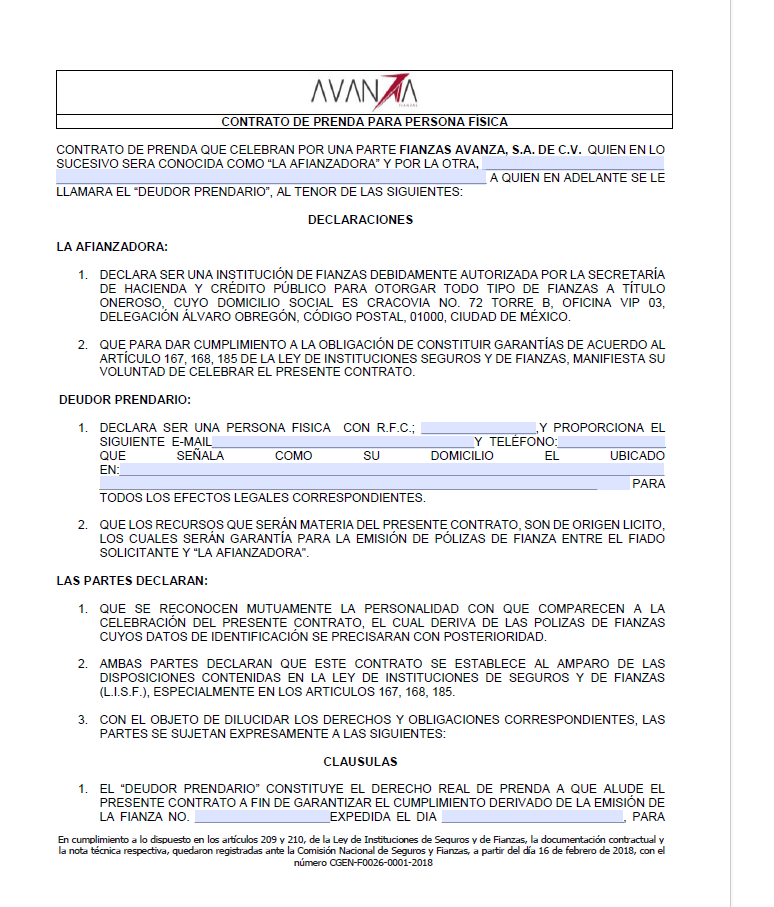 AVANZA
FIANZAS
CONTRATO DE PRENDA PARA PERSONA FÍSICA
CONTRATO DE PRENDA QUE CELEBRAN POR UNA PARTE FIANZAS AVANZA, S.A. DE C.V. QUIEN EN LO
SUCESIVO SERA CONOCIDA COMO “LA AFIANZADORA” Y POR LA OTRA,
A QUIEN EN ADELANTE SE LE
LLAMARA EL “DEUDOR PRENDARIO”, AL TENOR DE LAS SIGUIENTES:
DECLARACIONES
LA AFIANZADORA:
1. DECLARA SER UNA INSTITUCIÓN DE FIANZAS DEBIDAMENTE AUTORIZADA POR LA SECRETARÍA
DE HACIENDA Y CRÉDITO PÚBLICO PARA OTORGAR TODO TIPO DE FIANZAS A TÍTULO
ONEROSO, CUYO DOMICILIO SOCIAL ES CRACOVIA NO. 72 TORRE B, OFICINA VIP 03,
DELEGACIÓN ÁLVARO OBREGÓN, CÓDIGO POSTAL, 01000, CIUDAD DE MÉXICO.
2. QUE PARA DAR CUMPLIMIENTO A LA OBLIGACIÓN DE CONSTITUIR GARANTÍAS DE ACUERDO AL
ARTÍCULO 167, 168, 185 DE LA LEY DE INSTITUCIONES SEGUROS Y DE FIANZAS, MANIFIESTA SU
VOLUNTAD DE CELEBRAR EL PRESENTE CONTRATO.
DEUDOR PRENDARIO:
1. DECLARA SER UNA PERSONA FISICA CON R.F.C.; ,Y PROPORCIONA EL
SIGUIENTE E-MAIL Y TELÉFONO:
QUE SEÑALA COMO SU DOMICILIO EL UBICADO
EN:
PARA
TODOS LOS EFECTOS LEGALES CORRESPONDIENTES.
2. QUE LOS RECURSOS QUE SERÁN MATERIA DEL PRESENTE CONTRATO, SON DE ORIGEN LICITO,
LOS CUALES SERÁN GARANTÍA PARA LA EMISIÓN DE PÓLIZAS DE FIANZA ENTRE EL FIADO
SOLICITANTE Y “LA AFIANZADORA”.
LAS PARTES DECLARAN:
1. QUE SE RECONOCEN MUTUAMENTE LA PERSONALIDAD CON QUE COMPARECEN A LA
CELEBRACIÓN DEL PRESENTE CONTRATO, EL CUAL DERIVA DE LAS POLIZAS DE FIANZAS
CUYOS DATOS DE IDENTIFICACIÓN SE PRECISARAN CON POSTERIORIDAD.
2. AMBAS PARTES DECLARAN QUE ESTE CONTRATO SE ESTABLECE AL AMPARO DE LAS
DISPOSICIONES CONTENIDAS EN LA LEY DE INSTITUCIONES DE SEGUROS Y DE FIANZAS
(L.I.S.F.), ESPECIALMENTE EN LOS ARTICULOS 167, 168, 185.
3. CON EL OBJETO DE DILUCIDAR LOS DERECHOS Y OBLIGACIONES CORRESPONDIENTES, LAS
PARTES SE SUJETAN EXPRESAMENTE A LAS SIGUIENTES:
CLAUSULAS
1. EL “DEUDOR PRENDARIO” CONSTITUYE EL DERECHO REAL DE PRENDA A QUE ALUDE EL
PRESENTE CONTRATO A FIN DE GARANTIZAR EL CUMPLIMIENTO DERIVADO DE LA EMISIÓN DE
LA FIANZA NO. EXPEDIDA EL DIA , PARA
En cumplimiento a lo dispuesto en los artículos 209 y 210, de la Ley de Instituciones de Seguros y de Fianzas, la documentación contractual y
la nota técnica respectiva, quedaron registradas ante la Comisión Nacional de Seguros y Fianzas, a partir del día 16 de febrero de 2018, con el
número CGEN-F0026-0001-2018